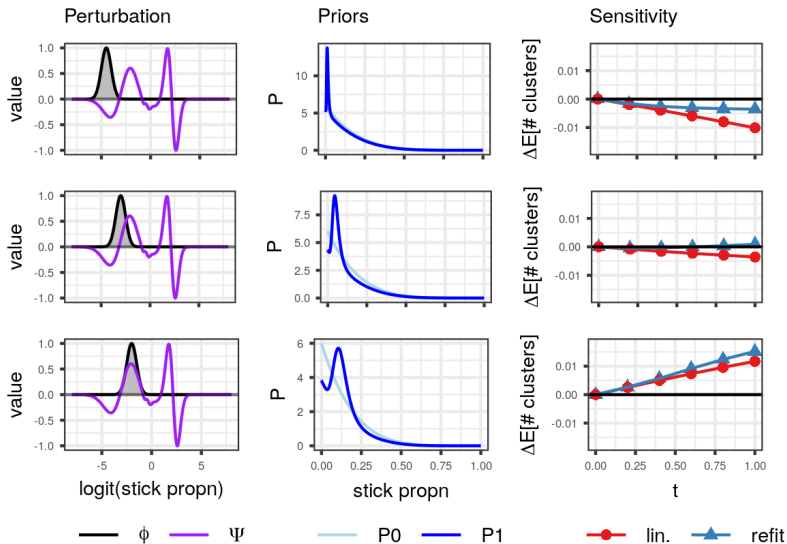 Perturbation Priors Sensitivity
value
1.0
0.5
0.0
-0.5
-1.0
P
10
5
0
ΔE[# clusters]
0.01
0.00
-0.01
value
1.0
0.5
0.0
-0.5
-1.0
P
7.5
5.0
2.5
0.0
ΔE[# clusters]
0.01
0.00
-0.01
value
1.0
0.5
0.0
-0.5
-1.0
-5 0 5
logit(stick propn)
P
6
4
2
0
0.00 0.25 0.50 0.75 1.00
stick propn
ΔE[# clusters]
0.01
0.00
-0.01
0.00 0.25 0.50 0.75 1.00
t
ϕ Ψ P0 P1 lin. refit